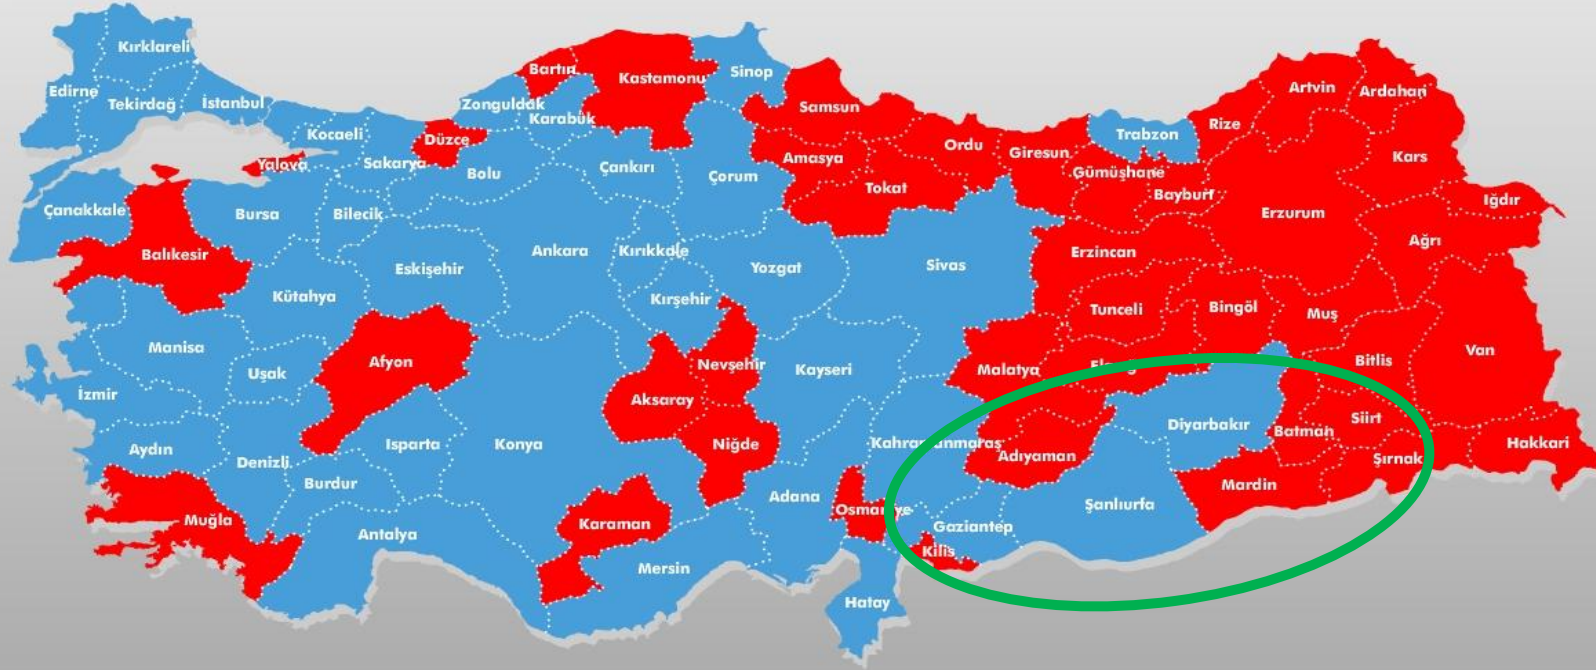 Kırklareli
Edirne
Tekirdağ
İstanbul
Kocaeli
Yalova
Sakarya
Düzce
Bolu
Zonguldak
Bartın
Karabük
Kastamonu
Sinop
Çankırı
Çorum
Samsun
Amasya
Tokat
Ordu
Giresun
Trabzon
Gümüşhane
Bayburt
Rize
Artvin
Ardahan
Kars
Iğdır
Erzurum
Ağrı
Çanakkale
Balıkesir
Bursa
Bilecik
Kütahya
Eskişehir
Ankara
Kırıkkale
Kırşehir
Yozgat
Sivas
Erzincan
Tunceli
Bingöl
Muş
Bitlis
Van
Manisa
İzmir
Uşak
Afyon
Aksaray
Nevşehir
Niğde
Kayseri
Malatya
Aydın
Denizli
Isparta
Burdur
Konya
Kahramanmaraş
Adıyaman
Diyarbakır
Batman
Siirt
Şırnak
Hakkari
Mardin
Şanlıurfa
Gaziantep
Kilis
Osmaniye
Adana
Muğla
Antalya
Karaman
Mersin
Hatay